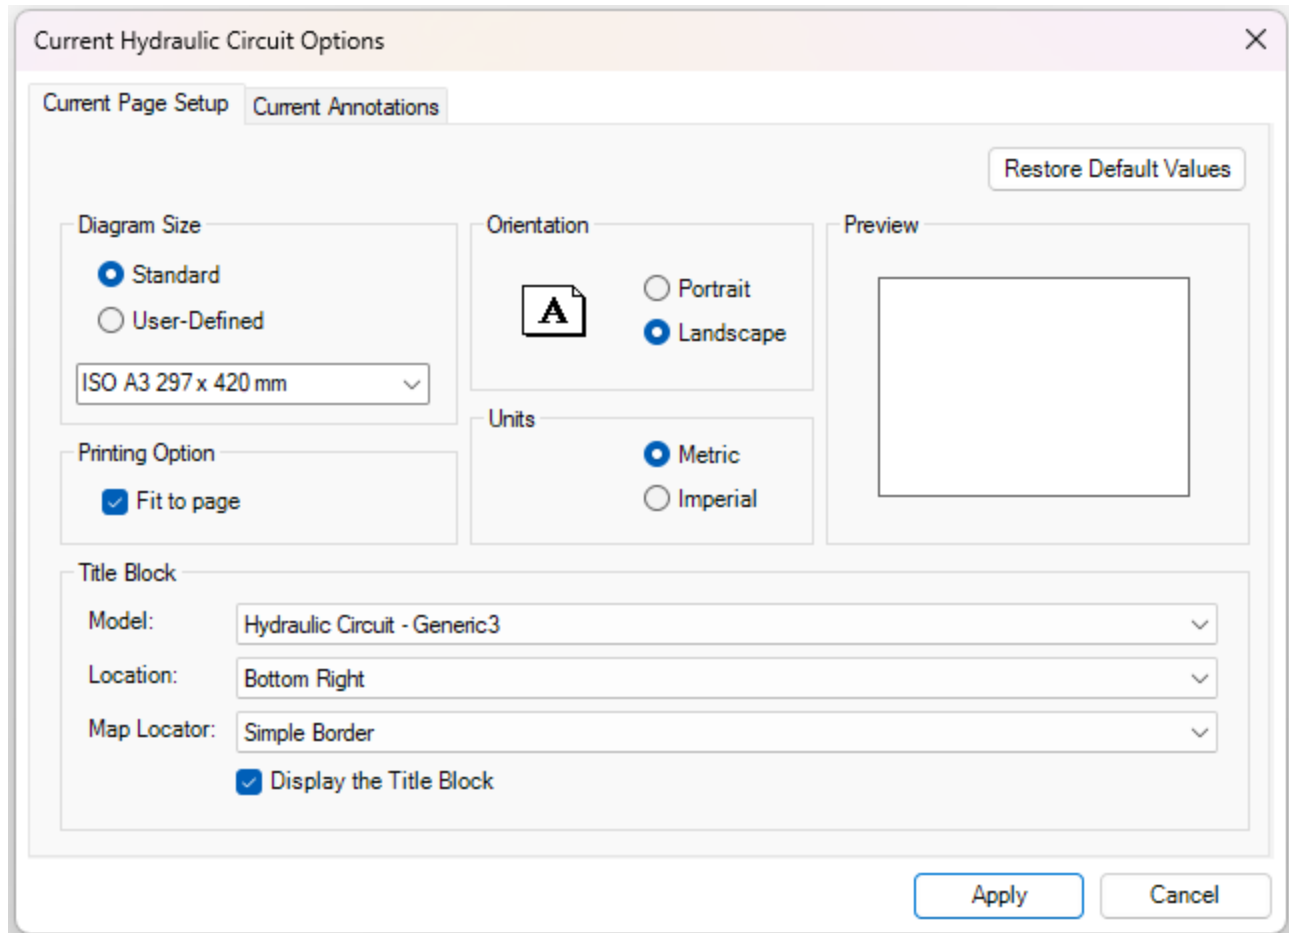 Current Hydraulic Circuit Options
Current Page Setup
Current Annotations
Restore Default Values
Diagram Size
Standard
User-Defined
ISO A3 297 x 420 mm
Printing Option
Fit to page
Orientation
A
Portrait
Landscape
Units
Metric
Imperial
Preview
Title Block
Model:
Hydraulic Circuit - Generic3
Location:
Bottom Right
Map Locator:
Simple Border
Display the Title Block
Apply
Cancel